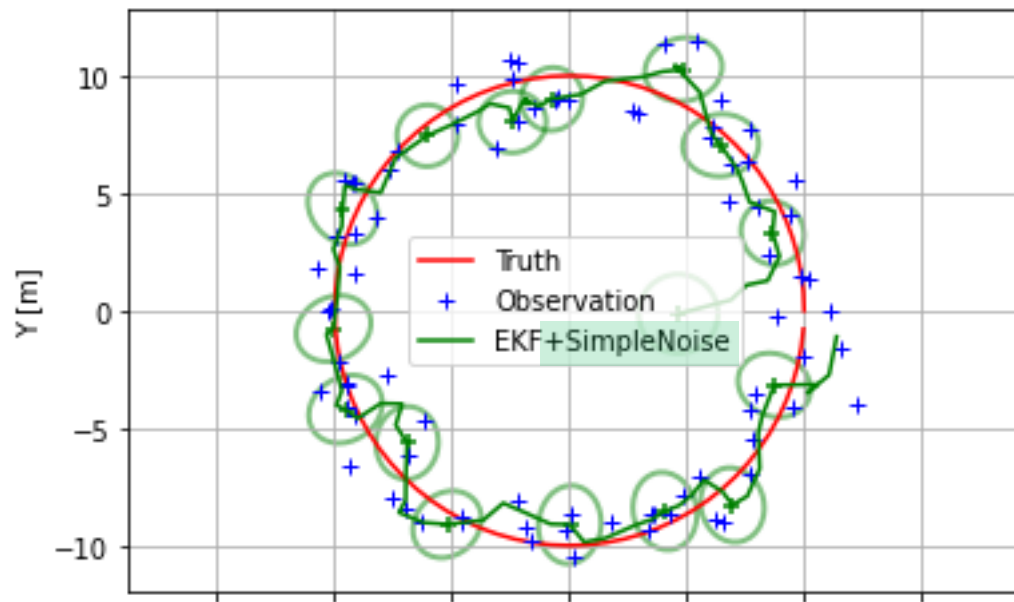 10
5
0
−5
−10
Y [m]
Truth
Observation
EKF+SimpleNoise